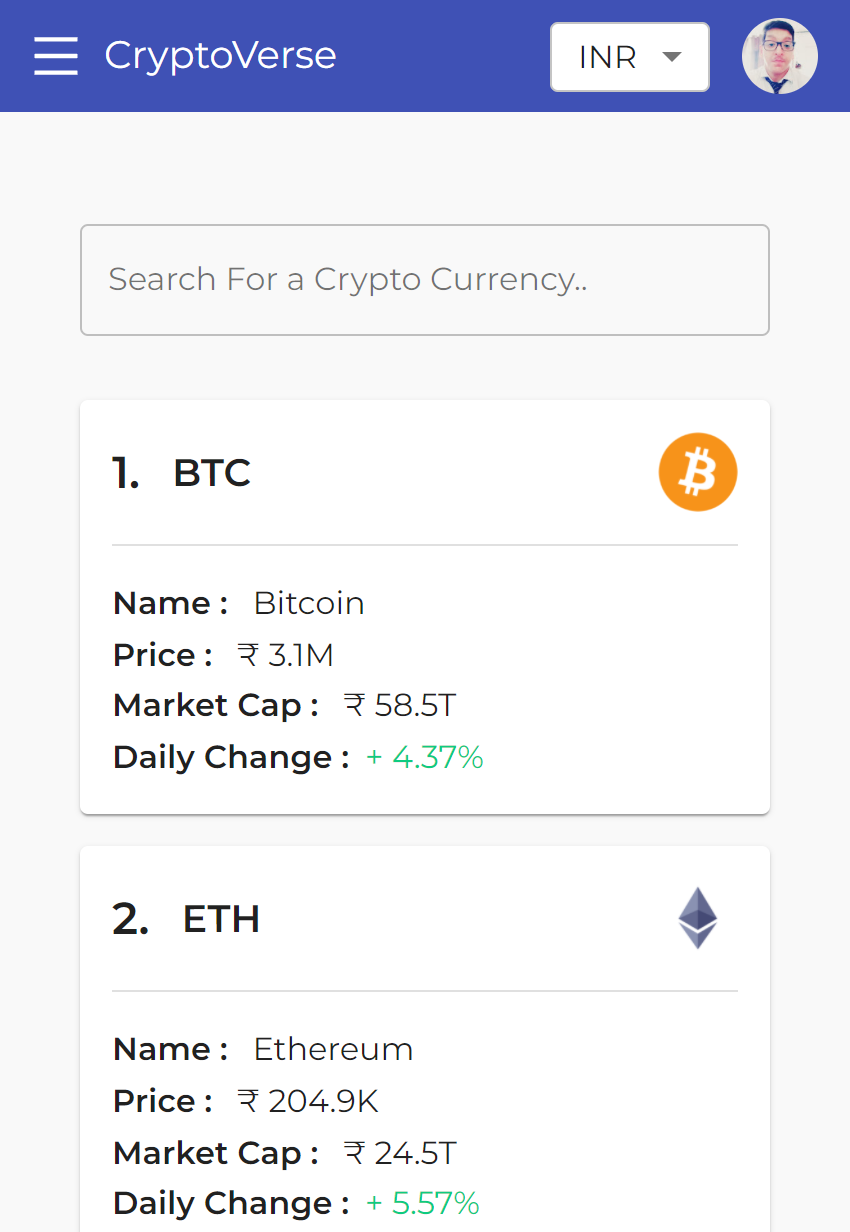 CryptoVerse
INR
Search For a Crypto Currency..
1. BTC
Name : Bitcoin
Price : ₹ 3.1M
Market Cap : ₹ 58.5T
Daily Change : + 4.37%
2. ETH
Name : Ethereum
Price : ₹ 204.9K
Market Cap : ₹ 24.5T
Daily Change : + 5.57%